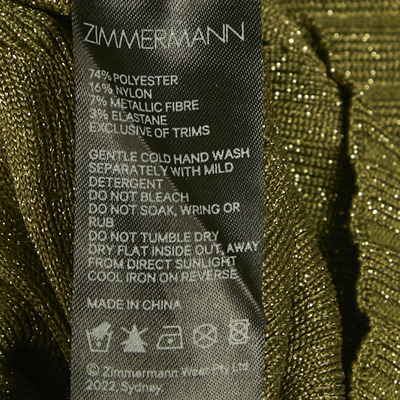 ZIMMERMANN
74% POLYESTER
16% NYLON
7% METALLIC FIBRE
3% ELASTANE
EXCLUSIVE OF TRIMS
GENTLE COLD HAND WASH
SEPARATELY WITH MILD
DETERGENT
DO NOT BLEACH
DO NOT SOAK, WRING OR
RUB
DO NOT TUMBLE DRY
DRY FLAT INSIDE OUT, AWAY
FROM DIRECT SUNLIGHT
COOL IRON ON REVERSE
MADE IN CHINA
© Zimmermann Wear Pty Ltd
2022, Sydney.